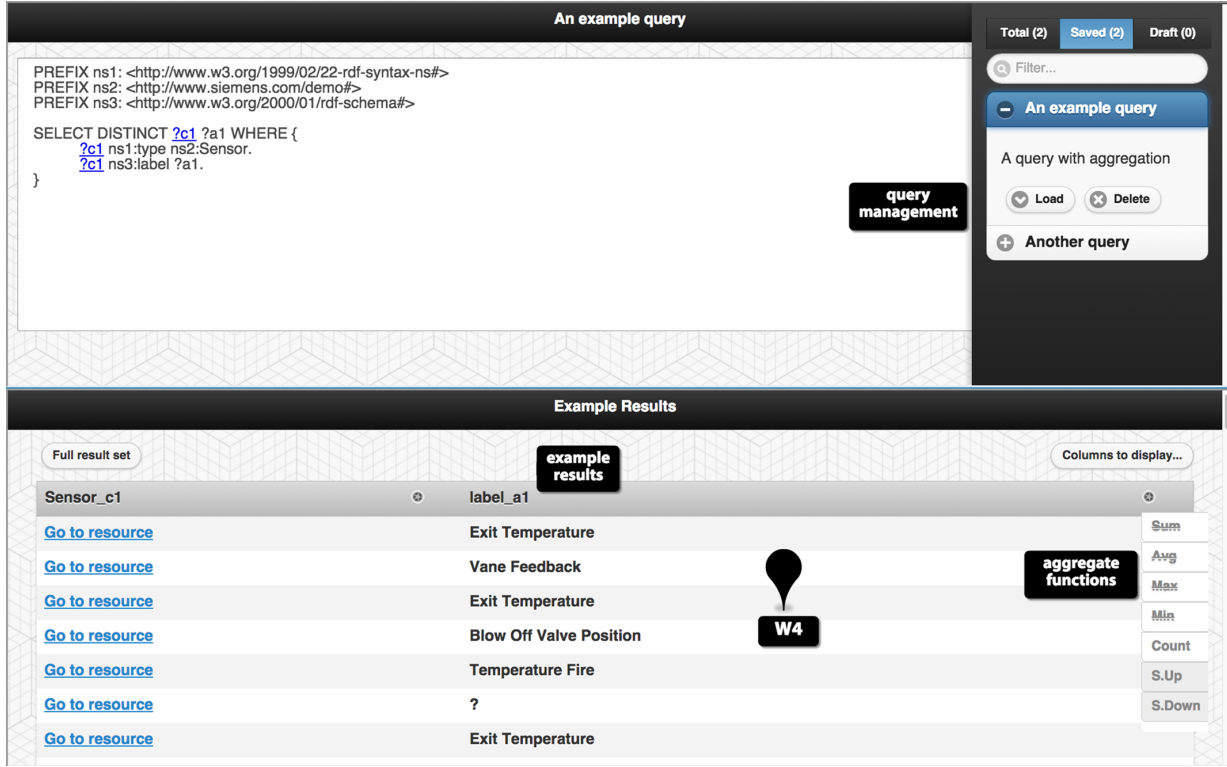 An example query
PREFIX ns1: <http://www.w3.org/1999/02/22-rdf-syntax-ns#>
PREFIX ns2: <http://www.siemens.com/demo#>
PREFIX ns3: <http://www.w3.org/2000/01/rdf-schema#>
SELECT DISTINCT ?c1 ?a1 WHERE {
?c1 ns1:type ns2:Sensor.
?c1 ns3:label ?a1.
}
query
management
Total (2) Saved (2) Draft (0)
Filter...
An example query
A query with aggregation
Load Delete
Another query
Example Results
Full result set
example
results
Columns to display...
Sensor_c1 label_a1
Go to resource Exit Temperature
Go to resource Vane Feedback
Go to resource Exit Temperature
Go to resource Blow Off Valve Position
Go to resource Temperature Fire
Go to resource ?
Go to resource Exit Temperature
W4
aggregate
functions
Sum
Avg
Max
Min
Count
S.Up
S.Down